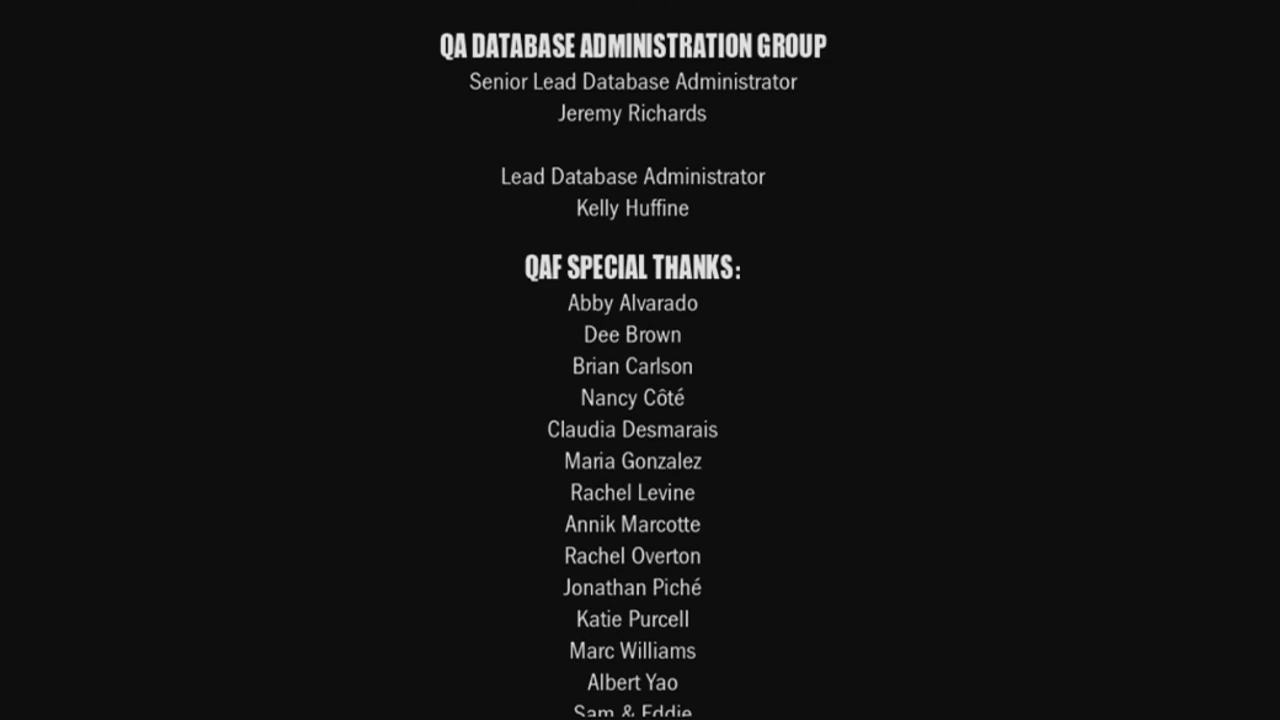 QA DATABASE ADMINISTRATION GROUP
Senior Lead Database Administrator
Jeremy Richards
Lead Database Administrator
Kelly Huffine
QAF SPECIAL THANKS:
Abby Alvarado
Dee Brown
Brian Carlson
Nancy Côté
Claudia Desmarais
Maria Gonzalez
Rachel Levine
Annik Marcotte
Rachel Overton
Jonathan Piché
Katie Purcell
Marc Williams
Albert Yao
Sam & Eddie